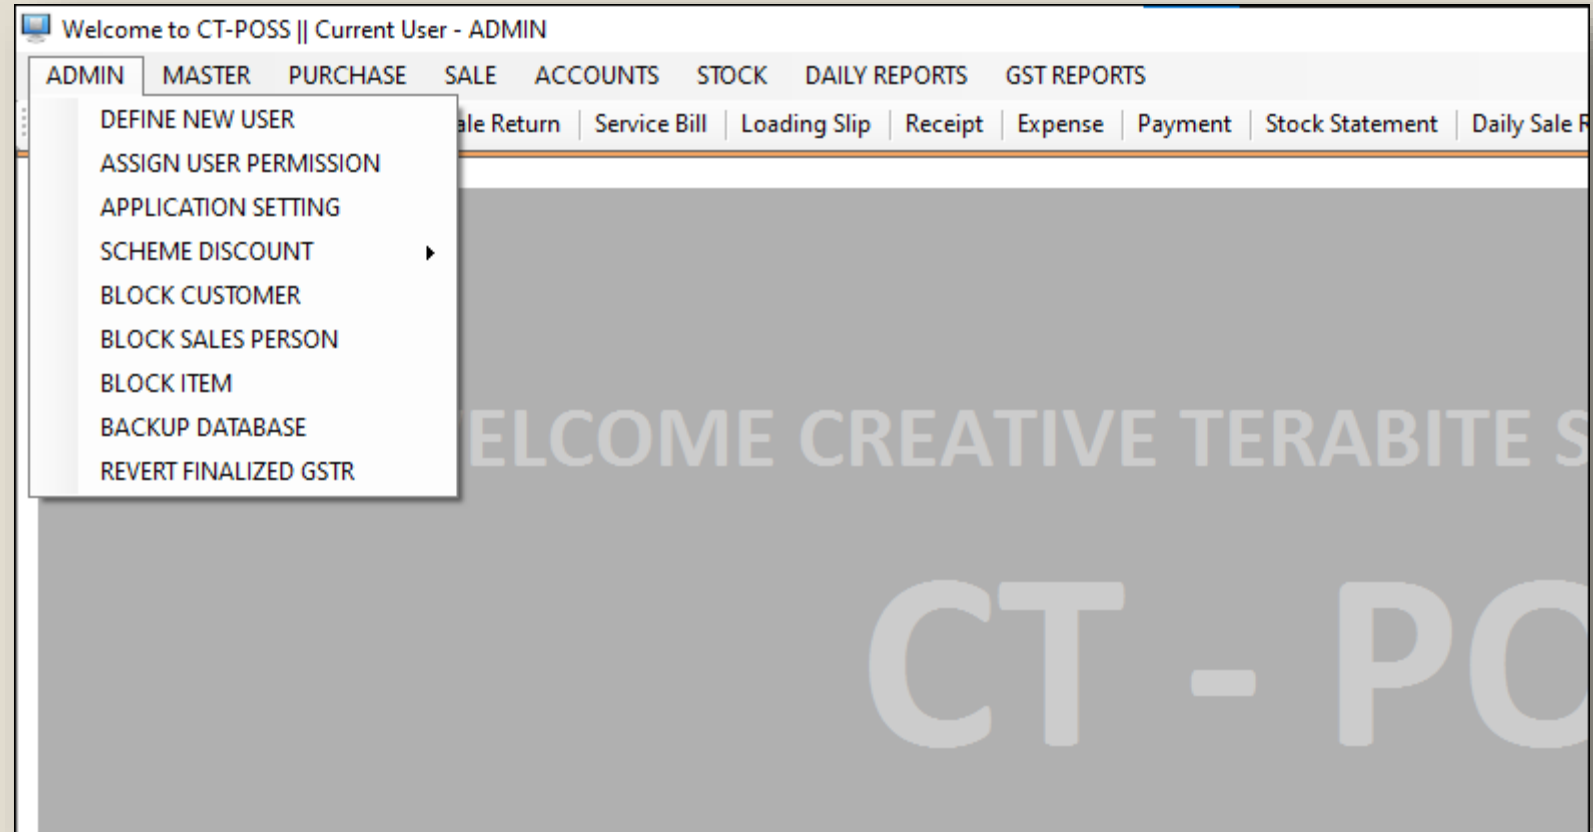 Welcome to CT-POSS || Current User - ADMIN
ADMIN MASTER PURCHASE SALE ACCOUNTS STOCK DAILY REPORTS GST REPORTS
Return Service Bill Loading Slip Receipt Expense Payment Stock Statement Daily Sale
DEFINE NEW USER
ASSIGN USER PERMISSION
APPLICATION SETTING
SCHEME DISCOUNT
BLOCK CUSTOMER
BLOCK SALES PERSON
BLOCK ITEM
BACKUP DATABASE
REVERT FINALIZED GSTR
ELCOME CREATIVE TERABITE S
CT - PO